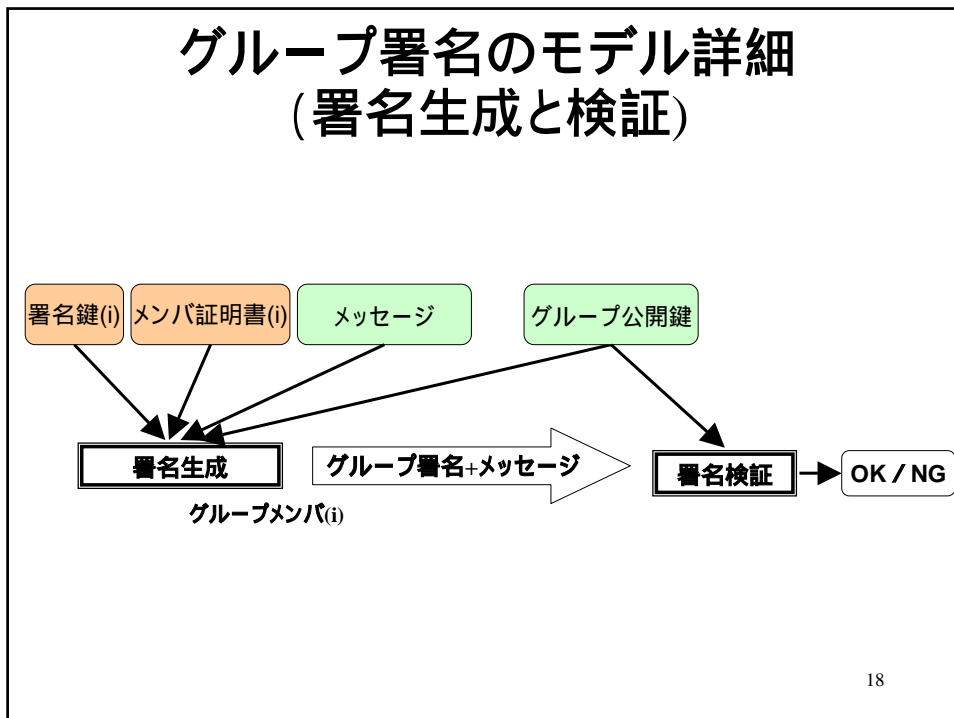 グループ署名のモデル詳細
(署名生成と検証)
署名鍵(i)
メンバ証明書(i)
メッセージ
グループ公開鍵
署名生成
グループ署名+メッセージ
署名検証
OK / NG
グループメンバ(i)
18